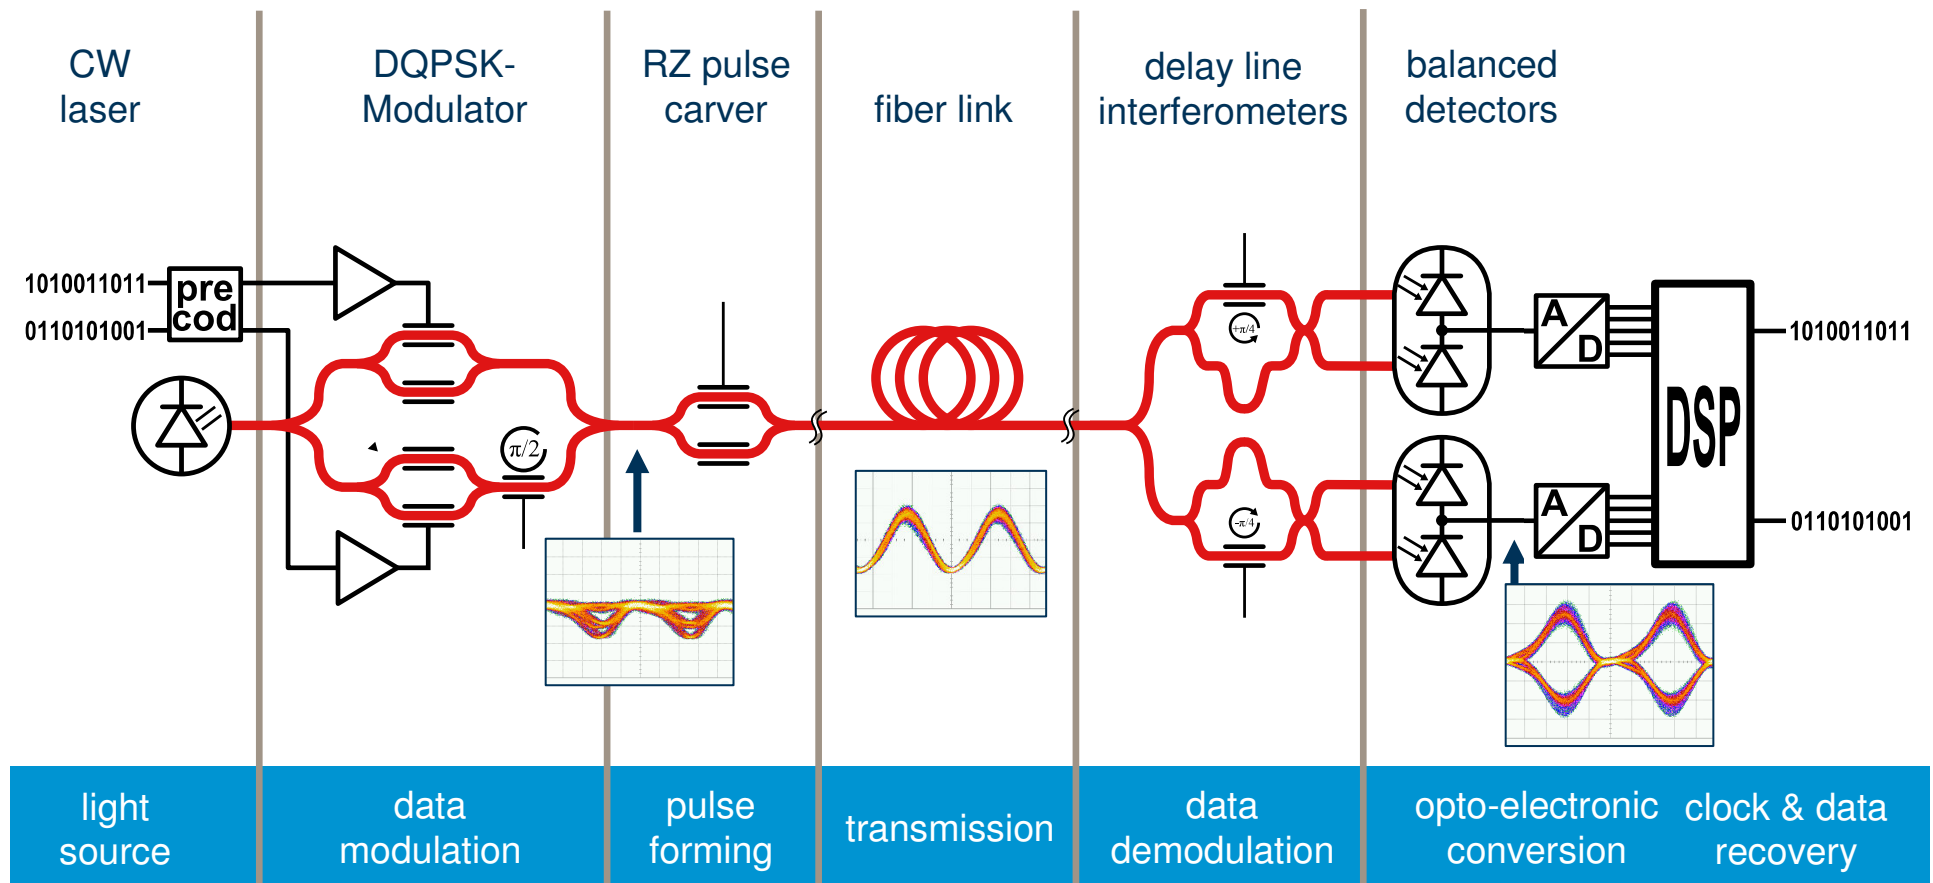 CW
laser
DQPSK-
Modulator
RZ pulse
carver
fiber link
delay line
interferometers
balanced
detectors
1010011011
0110101001
pre
cod
π/2
+π/4
-π/4
A
D
A
D
DSP
1010011011
0110101001
light
source
data
modulation
pulse
forming
transmission
data
demodulation
opto-electronic
conversion
clock & data
recovery